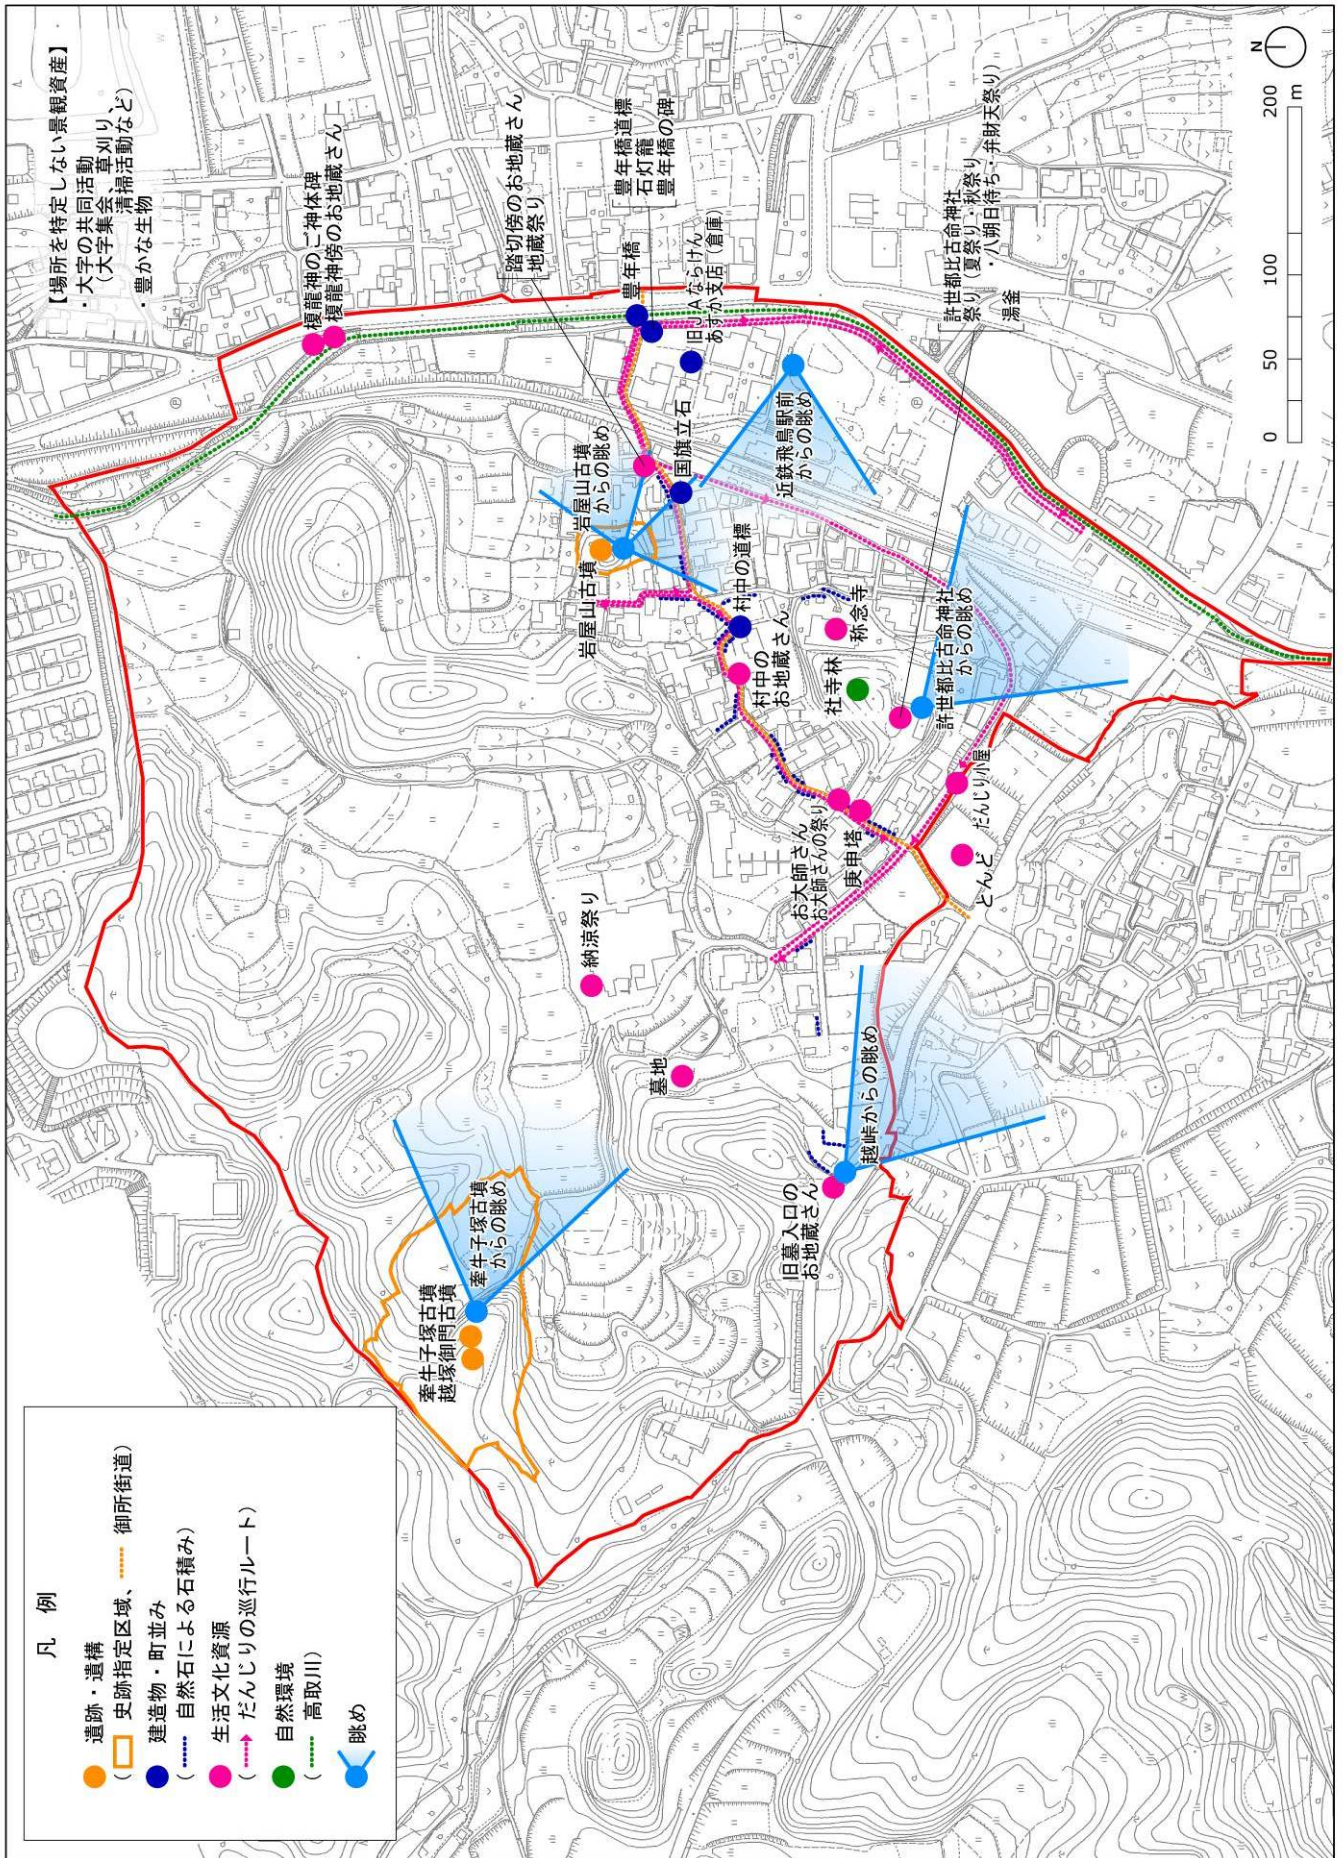 凡　例
遺跡・遺構
（ 史跡指定区域、 御所街道）
建造物・町並み
（ 自然石による石積み）
生活文化資源
（ だんじりの巡行ルート）
自然環境
（ 高取川）
眺め
【場所を特定しない景観資産】
・大字の共同活動
（大字集会、草刈り、
清掃活動など）
・豊かな生物
榎龍神のご神体碑
榎龍神傍のお地蔵さん
踏切傍のお地蔵さん
地蔵祭り
豊年橋道標
石灯籠
豊年橋の碑
豊年橋
旧ＪＡならけん
あすか支店（倉庫）
国旗立石
岩屋山古墳
からの眺め
岩屋山古墳
近鉄飛鳥駅前
からの眺め
村中の道標
村中の
お地蔵さん
称念寺
社寺林
許世都比古命神社
祭り（夏祭り・秋祭り
・八朔日待ち・弁財天祭り）
湯釜
許世都比古命神社
からの眺め
だんじり小屋
とんど
お大師さん
お大師さんの祭り
庚申塔
納涼祭り
墓地
越峠からの眺め
旧墓入口の
お地蔵さん
牽牛子塚古墳
からの眺め
牽牛子塚古墳
越塚御門古墳
N
0 50 100 200
m